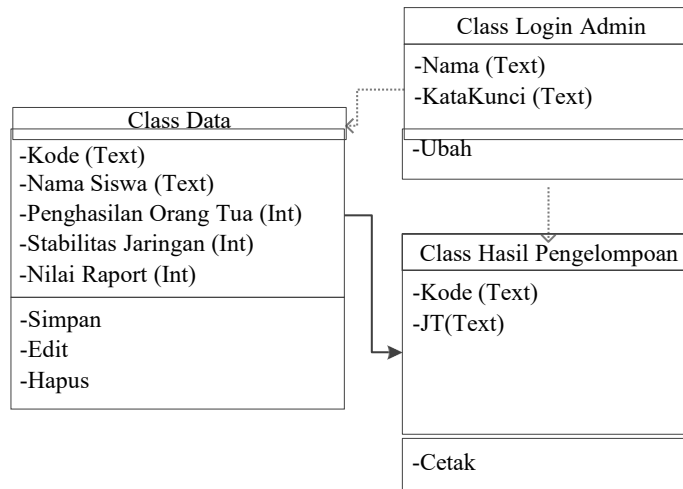 Class Login Admin
-Nama (Text)
-KataKunci (Text)
-Ubah
Class Data
-Kode (Text)
-Nama Siswa (Text)
-Penghasilan Orang Tua (Int)
-Stabilitas Jaringan (Int)
-Nilai Raport (Int)
-Simpan
-Edit
-Hapus
Class Hasil Pengelompoan
-Kode (Text)
-JT(Text)
-Cetak